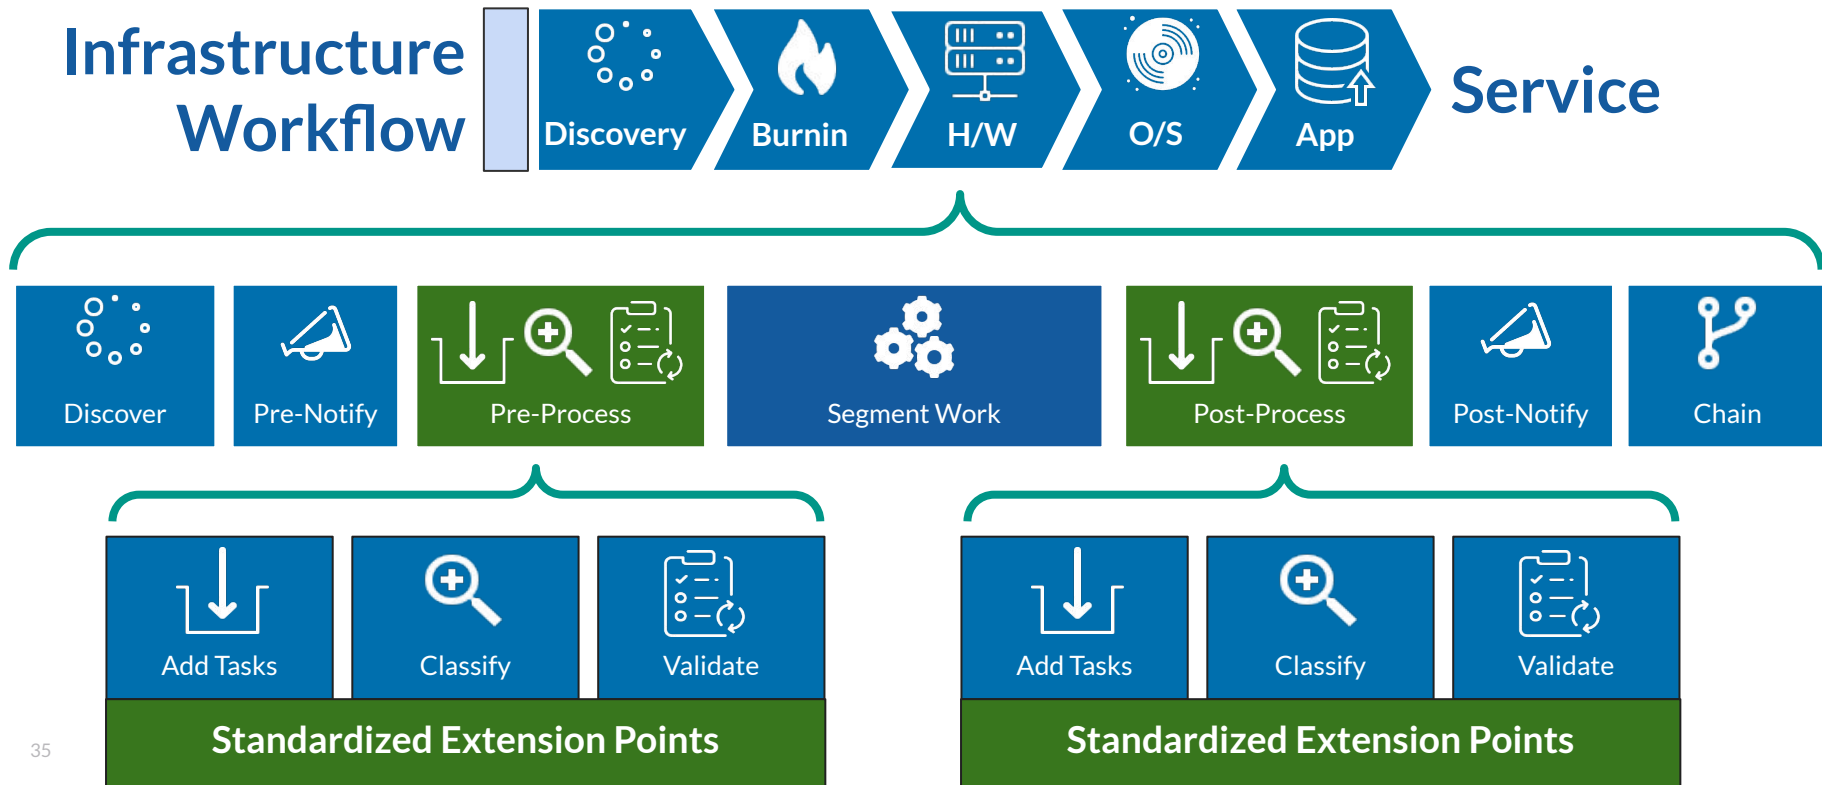 Infrastructure
Workflow
Discovery
Burnin
H/W
O/S
App
Service
Discover
Pre-Notify
Pre-Process
Segment Work
Post-Process
Post-Notify
Chain
Add Tasks
Classify
Validate
Add Tasks
Classify
Validate
Standardized Extension Points
Standardized Extension Points
35